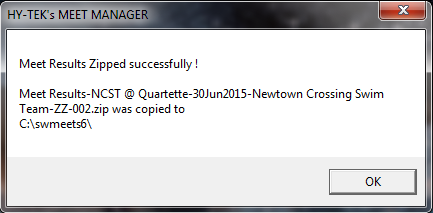 HY-TEK's MEET MANAGER
Meet Results Zipped successfully !
Meet Results-NCST @ Quartette-30Jun2015-Newtown Crossing Swim
Team-ZZ-002.zip was copied to
C:\swmeets6\
OK